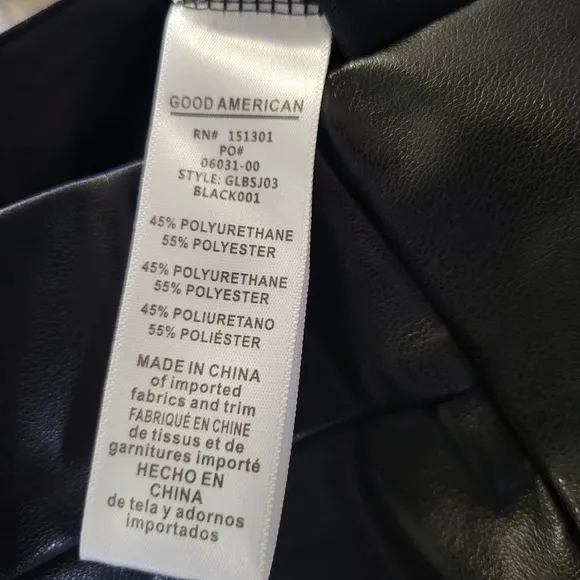 GOOD AMERICAN
RN# 151301
PO#
06031-00
STYLE: GLBSJ03
BLACK001
45% POLYURETHANE
55% POLYESTER
45% POLYURETHANE
55% POLYESTER
45% POLIURETANO
55% POLIÉSTER
MADE IN CHINA
of imported
fabrics and trim
FABRIQUÉ EN CHINE
de tissus et de
garnitures importé
HECHO EN
CHINA
de tela y adornos
importados